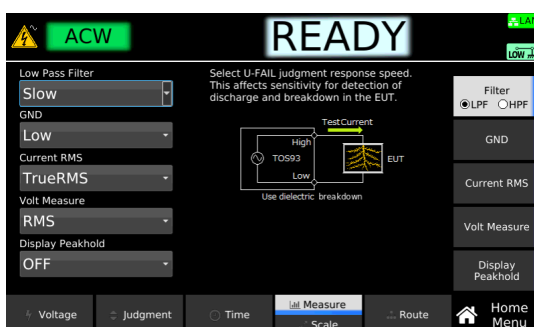 ACW
READY
LAN
LOW
Low Pass Filter
Slow
GND
Low
Current RMS
TrueRMS
Volt Measure
RMS
Display Peakhold
OFF
Select U-FAIL judgment response speed.
This affects sensitivity for detection of
discharge and breakdown in the EUT.
TestCurrent
High
TOS93
EUT
Low
Use dielectric breakdown
Filter
LPF HPF
GND
Current RMS
Volt Measure
Display
Peakhold
Voltage
Judgment
Time
Measure
Scale
Route
Home
Menu